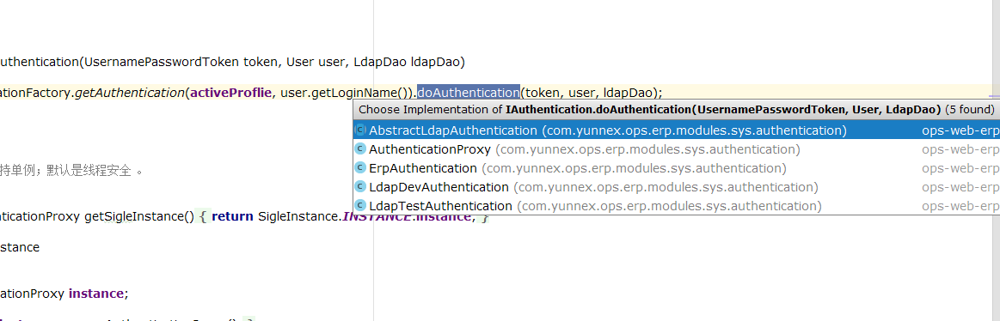 uthentication(UsernamePasswordToken token, User user, LdapDao ldapDao)
ationFactory.getAuthentication(activeProflie, user.getLoginName()).doAuthentication(token, user, ldapDao);
Choose Implementation of IAuthentication.doAuthentication(UsernamePasswordToken, User, LdapDao) (5 found)
AbstractLdapAuthentication (com.yunnex.ops.erp.modules.sys.authentication) ops-web-erp
AuthenticationProxy (com.yunnex.ops.erp.modules.sys.authentication) ops-web-erp
ErpAuthentication (com.yunnex.ops.erp.modules.sys.authentication) ops-web-erp
LdapDevAuthentication (com.yunnex.ops.erp.modules.sys.authentication) ops-web-erp
LdapTestAuthentication (com.yunnex.ops.erp.modules.sys.authentication) ops-web-erp
持单例；默认是线程安全 。
nticationProxy getSigleInstance() { return SigleInstance.INSTANCE.instance; }
stance
cationProxy instance;